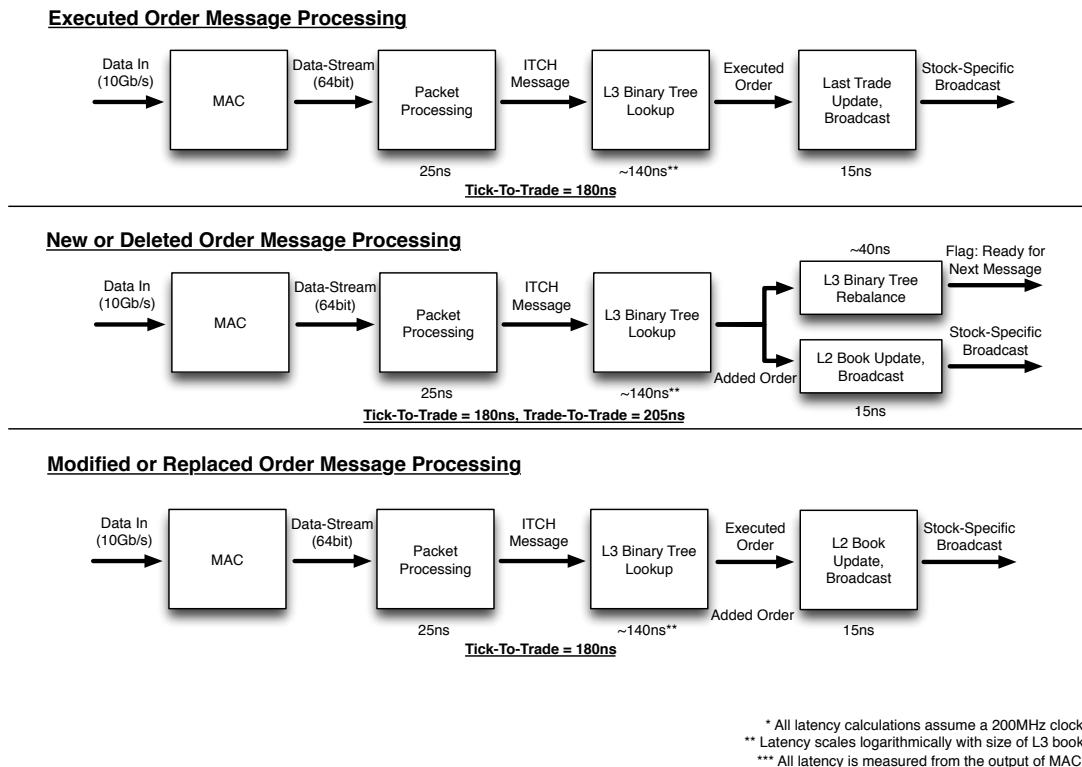 Executed Order Message Processing
Data In
(10Gb/s)
MAC
Data-Stream
(64bit)
Packet
Processing
25ns
ITCH
Message
L3 Binary Tree
Lookup
~140ns**
Executed
Order
Last Trade
Update,
Broadcast
15ns
Stock-Specific
Broadcast
Tick-To-Trade = 180ns
New or Deleted Order Message Processing
Data In
(10Gb/s)
MAC
Data-Stream
(64bit)
Packet
Processing
25ns
ITCH
Message
L3 Binary Tree
Lookup
~140ns**
~40ns
L3 Binary Tree
Rebalance
Flag: Ready for
Next Message
Added Order
L2 Book Update,
Broadcast
15ns
Stock-Specific
Broadcast
Tick-To-Trade = 180ns, Trade-To-Trade = 205ns
Modified or Replaced Order Message Processing
Data In
(10Gb/s)
MAC
Data-Stream
(64bit)
Packet
Processing
25ns
ITCH
Message
L3 Binary Tree
Lookup
~140ns**
Executed
Order
Added Order
L2 Book
Update,
Broadcast
15ns
Stock-Specific
Broadcast
Tick-To-Trade = 180ns
* All latency calculations assume a 200MHz clock
** Latency scales logarithmically with size of L3 book
*** All latency is measured from the output of MAC